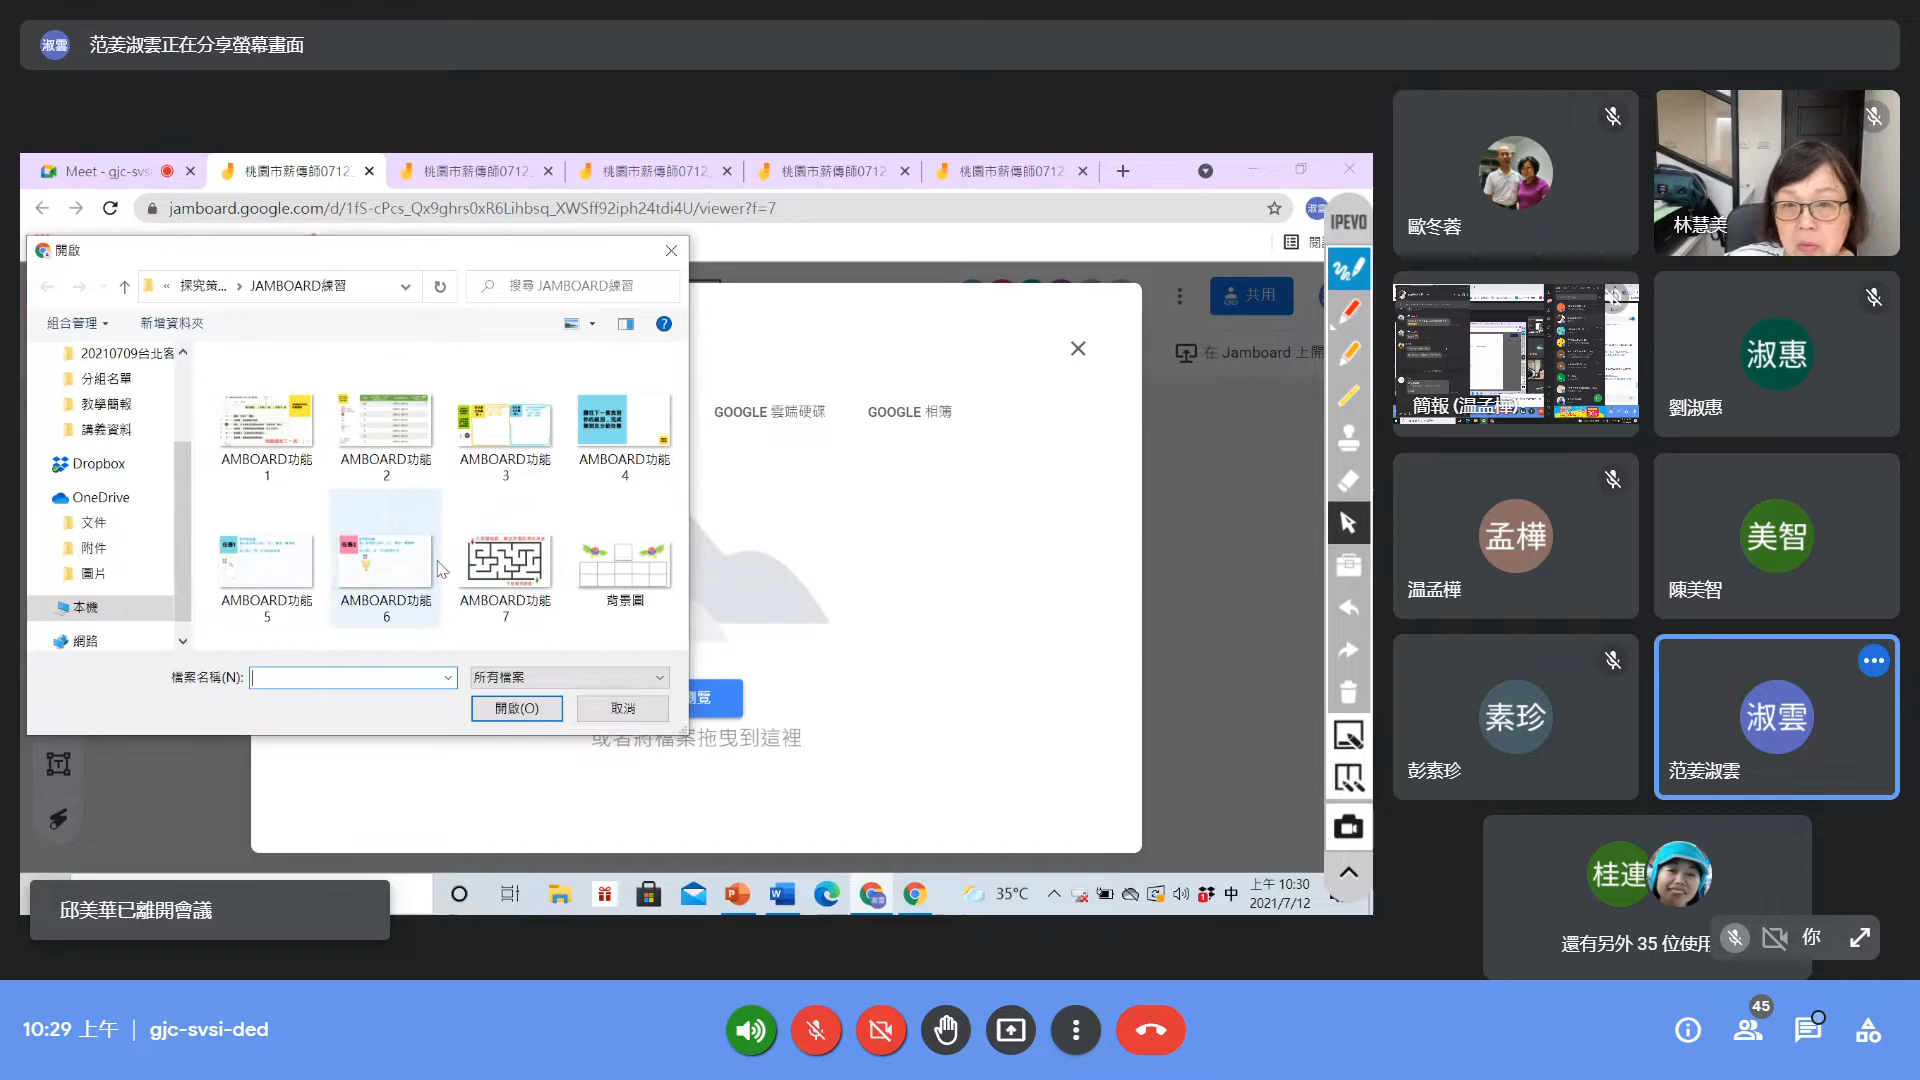 淑雲 范姜淑雲正在分享螢幕畫面
Meet - gjc-svsi
桃園市薪傳師0712_
桃園市薪傳師0712_
桃園市薪傳師0712_
桃園市薪傳師0712_
桃園市薪傳師0712_
jamboard.google.com/d/1fS-cPcs_Qx9ghrs0xR6Lihbsq_XWSff92iph24tdi4U/viewer?f=7
淑雲
IPEVO
開啟
« 探究策... › JAMBOARD練習
搜尋 JAMBOARD練習
組合管理
新增資料夾
20210709台北客
分組名單
教學簡報
講義資料
Dropbox
OneDrive
文件
附件
圖片
本機
網路
AMBOARD功能1
AMBOARD功能2
AMBOARD功能3
AMBOARD功能4
AMBOARD功能5
AMBOARD功能6
AMBOARD功能7
背景圖
檔案名稱(N):
所有檔案
開啟(O)
取消
GOOGLE 雲端硬碟
GOOGLE 相簿
瀏覽
或者將檔案拖曳到這裡
共用
在 Jamboard 上開
35°C
中
上午 10:30
2021/7/12
邱美華已離開會議
歐冬蓉
林慧美
簡報 (温孟樺)
淑惠
劉淑惠
孟樺
温孟樺
美智
陳美智
素珍
彭素珍
淑雲
范姜淑雲
桂連
還有另外 35 位使用
你
10:29 上午 | gjc-svsi-ded
45